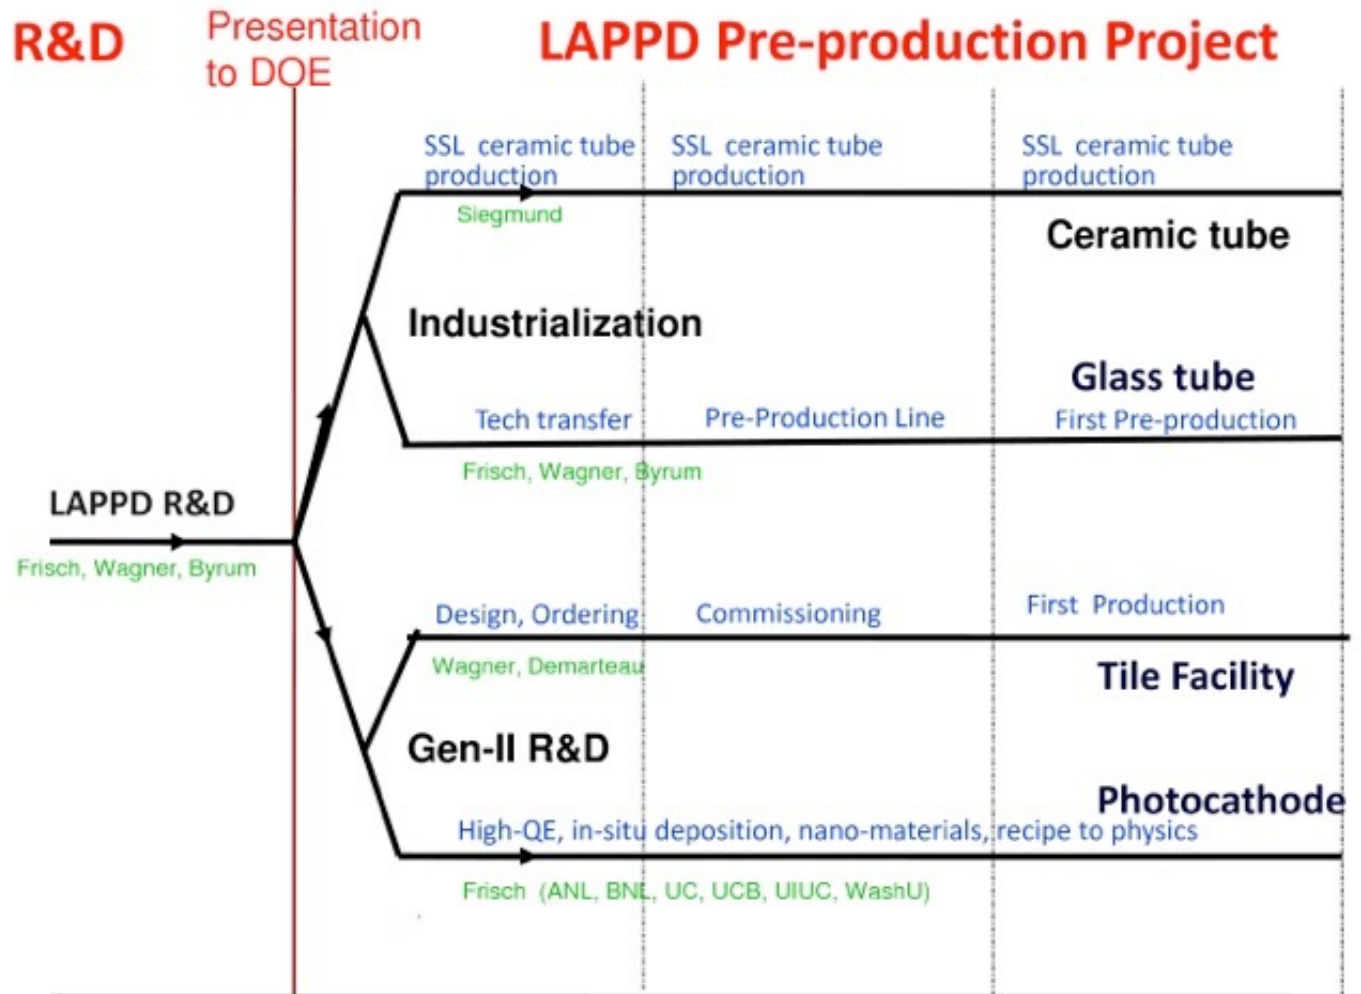 R&D
Presentation
to DOE
LAPPD Pre-production Project
SSL ceramic tube
production
SSL ceramic tube
production
SSL ceramic tube
production
Siegmund
Ceramic tube
Industrialization
Glass tube
Tech transfer
Pre-Production Line
First Pre-production
Frisch, Wagner, Byrum
LAPPD R&D
Frisch, Wagner, Byrum
Design, Ordering
Commissioning
First Production
Wagner, Demarteau
Tile Facility
Gen-II R&D
Photocathode
High-QE, in-situ deposition, nano-materials, recipe to physics
Frisch (ANL, BNL, UC, UCB, UIUC, WashU)